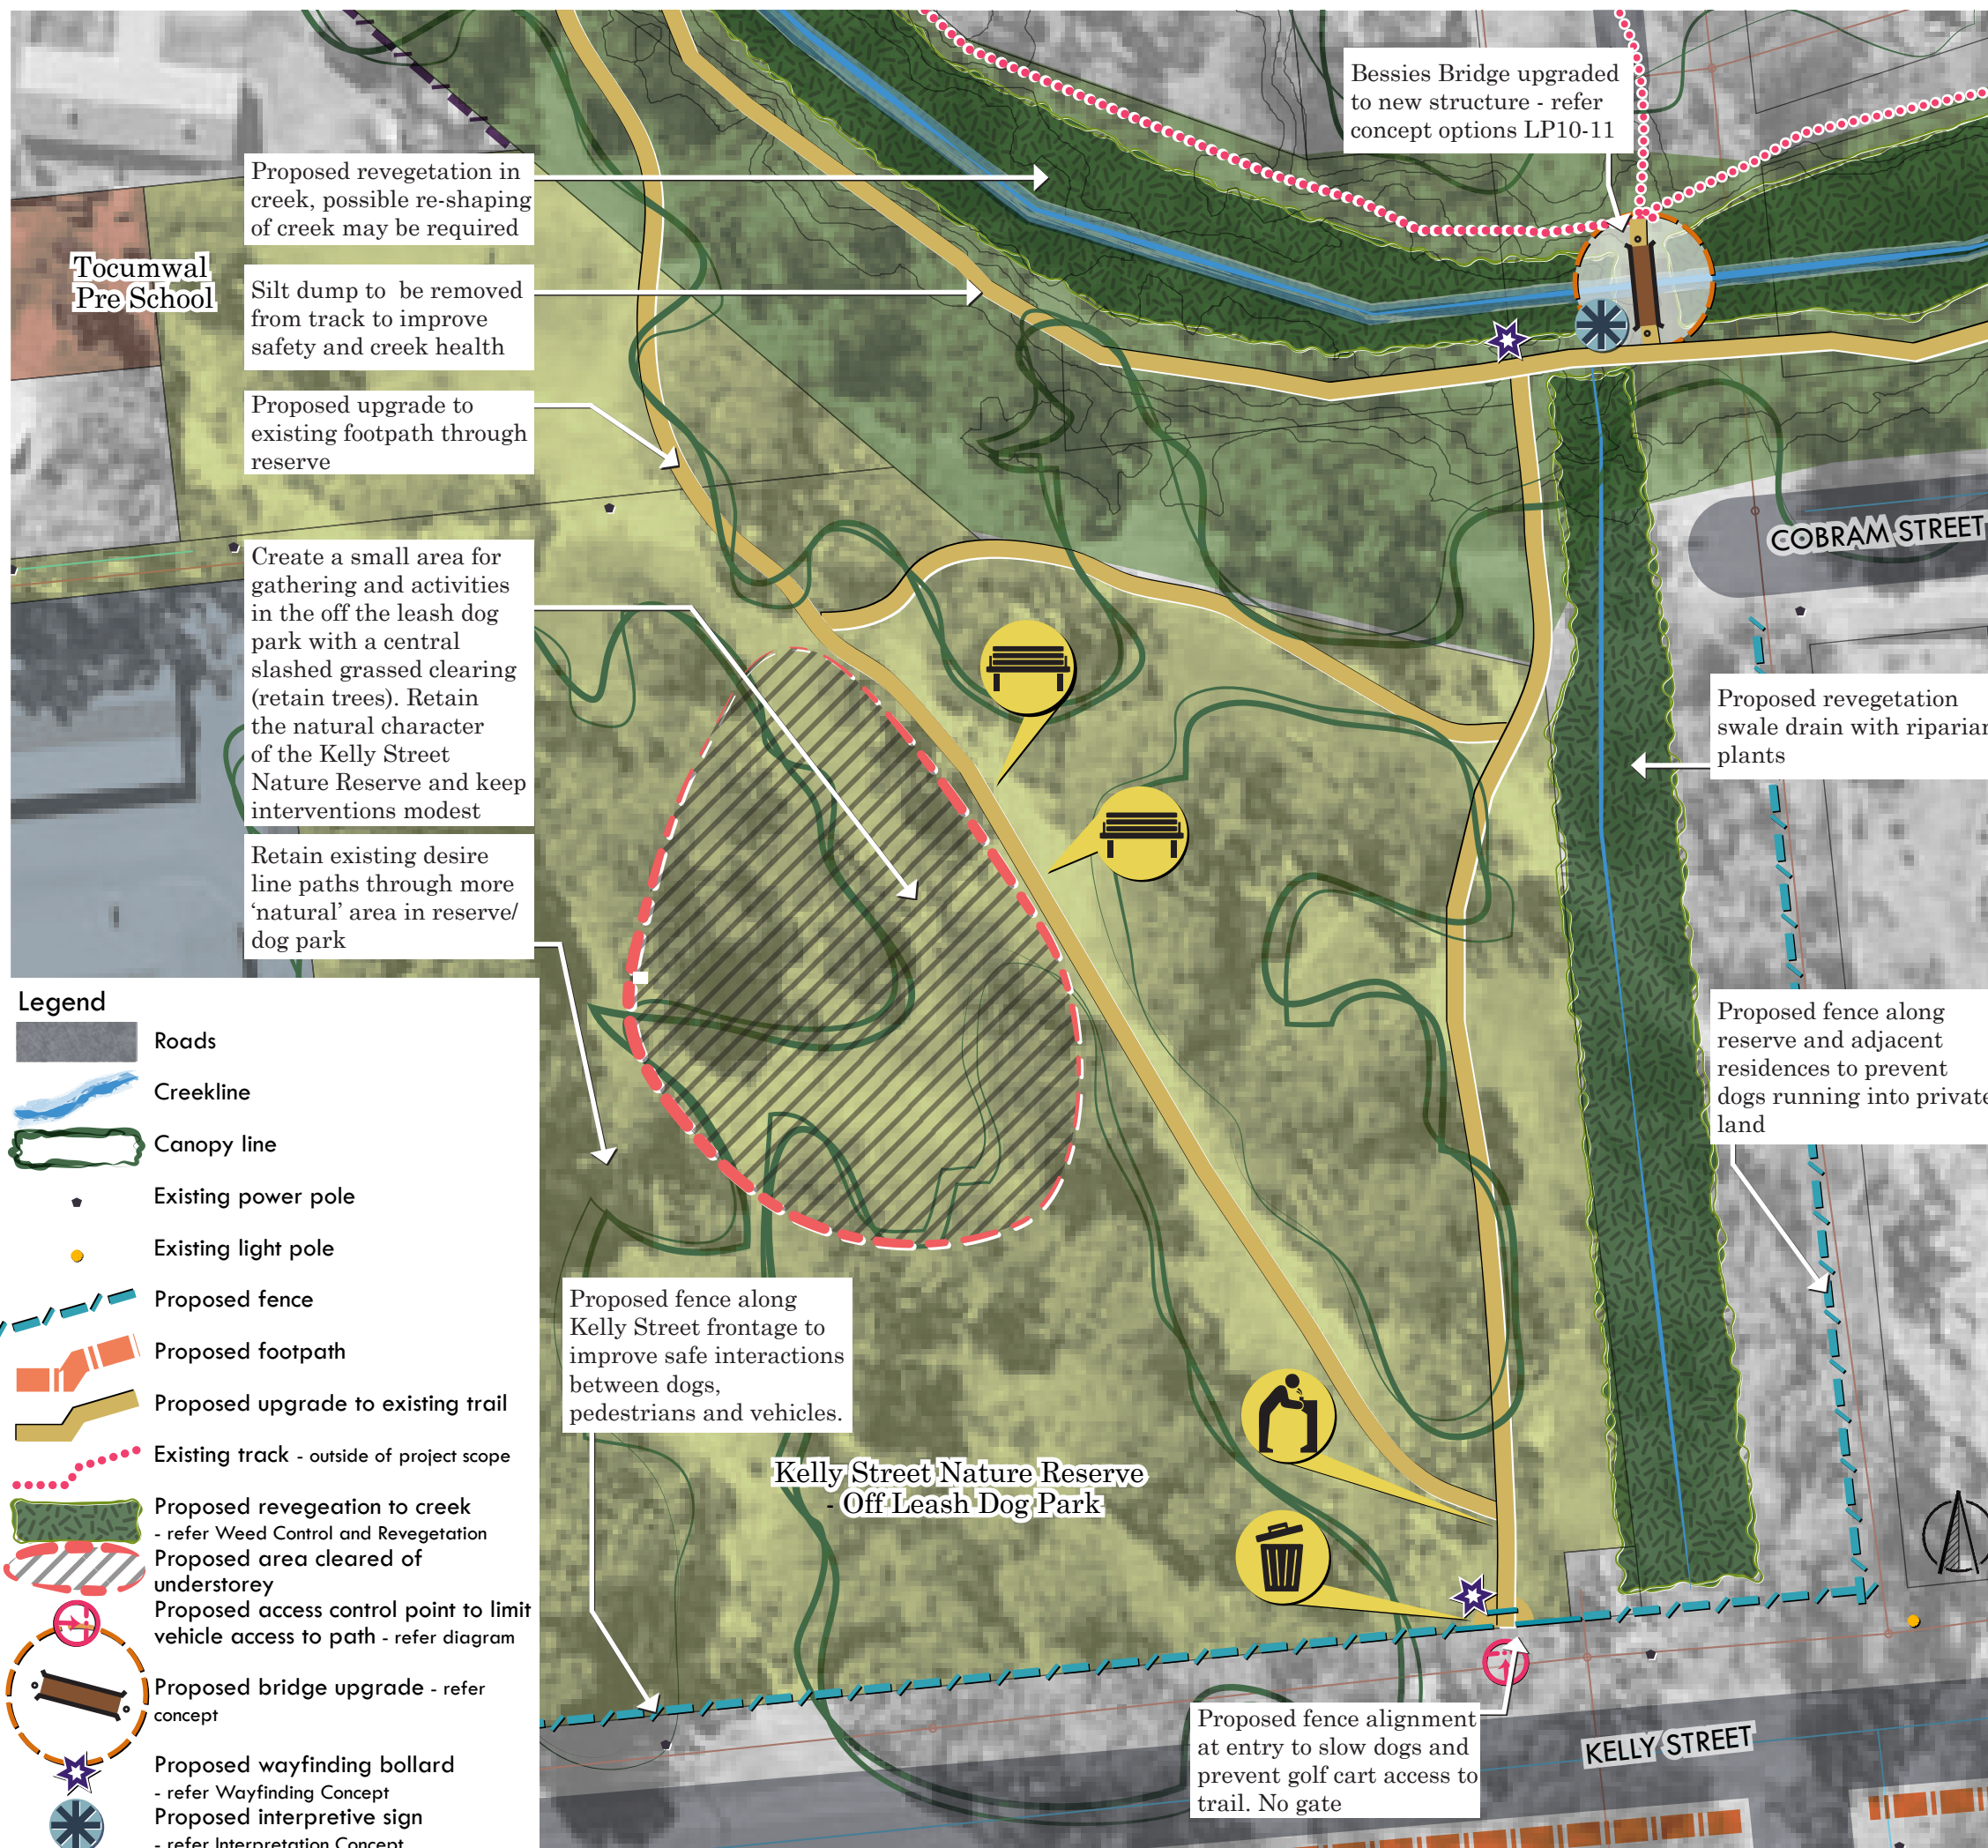 Bessies Bridge upgraded
to new structure - refer
concept options LP10-11
Proposed revegetation in
creek, possible re-shaping
of creek may be required
Tocumwal
Pre School
Silt dump to be removed
from track to improve
safety and creek health
Proposed upgrade to
existing footpath through
reserve
COBRAM STREET
Create a small area for
gathering and activities
in the off the leash dog
park with a central
slashed grassed clearing
(retain trees). Retain
the natural character
of the Kelly Street
Nature Reserve and keep
interventions modest
Proposed revegetation
swale drain with riparian
plants
Retain existing desire
line paths through more
‘natural’ area in reserve/
dog park
Proposed fence along
reserve and adjacent
residences to prevent
dogs running into private
land
Legend
Roads
Creekline
Canopy line
Existing power pole
Existing light pole
Proposed fence
Proposed footpath
Proposed upgrade to existing trail
Existing track - outside of project scope
Proposed revegeation to creek
- refer Weed Control and Revegetation
Proposed area cleared of
understorey
Proposed access control point to limit
vehicle access to path - refer diagram
Proposed bridge upgrade - refer
concept
Proposed wayfinding bollard
- refer Wayfinding Concept
Proposed interpretive sign
- refer Interpretation Concept
Proposed fence along
Kelly Street frontage to
improve safe interactions
between dogs,
pedestrians and vehicles.
Kelly Street Nature Reserve
- Off Leash Dog Park
Proposed fence alignment
at entry to slow dogs and
prevent golf cart access to
trail. No gate
KELLY STREET